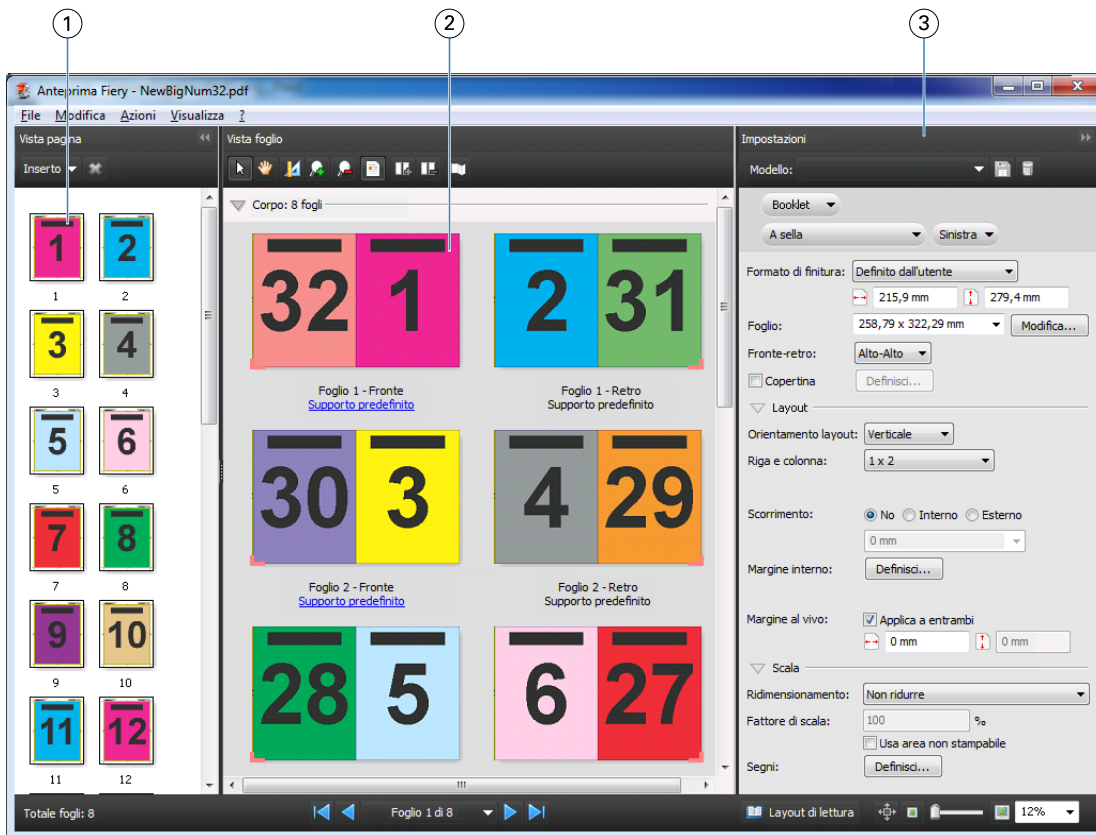 1
2
3
Anteprima Fiery - NewBigNum32.pdf
File Modifica Azioni Visualizza ?
Vista pagina
Inserto
1 2
1 2
3 4
3 4
5 6
5 6
7 8
7 8
9 10
9 10
11 12
11 12
Totale fogli: 8
Vista foglio
Corpo: 8 fogli
32 1 2 31
Foglio 1 - Fronte Foglio 1 - Retro
Supporto predefinito Supporto predefinito
30 3 4 29
Foglio 2 - Fronte Foglio 2 - Retro
Supporto predefinito Supporto predefinito
28 5 6 27
Foglio 1 di 8
Impostazioni
Modello:
Booklet
A sella Sinistra
Formato di finitura: Definito dall'utente
215,9 mm 279,4 mm
Foglio: 258,79 x 322,29 mm Modifica...
Fronte-retro: Alto-Alto
Copertina Definisci...
Layout
Orientamento layout: Verticale
Riga e colonna: 1 x 2
Scorrimento: No Interno Esterno
0 mm
Margine interno: Definisci...
Margine al vivo: Applica a entrambi
0 mm 0 mm
Scala
Ridimensionamento: Non ridurre
Fattore di scala: 100 %
Usa area non stampabile
Segni: Definisci...
Layout di lettura 12%